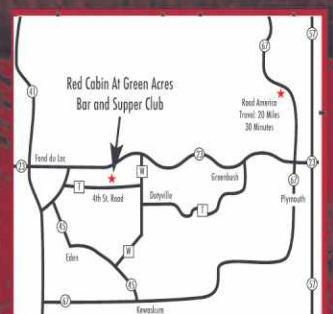 41
67
57
Red Cabin At Green Acres
Bar and Supper Club
Road America
Travel: 20 Miles
30 Minutes
Fond du Lac
W
23
23
23
Greenbush
T
4th St. Road
Dotyville
T
67
Plymouth
45
W
Eden
45
57
67
Kewaskum